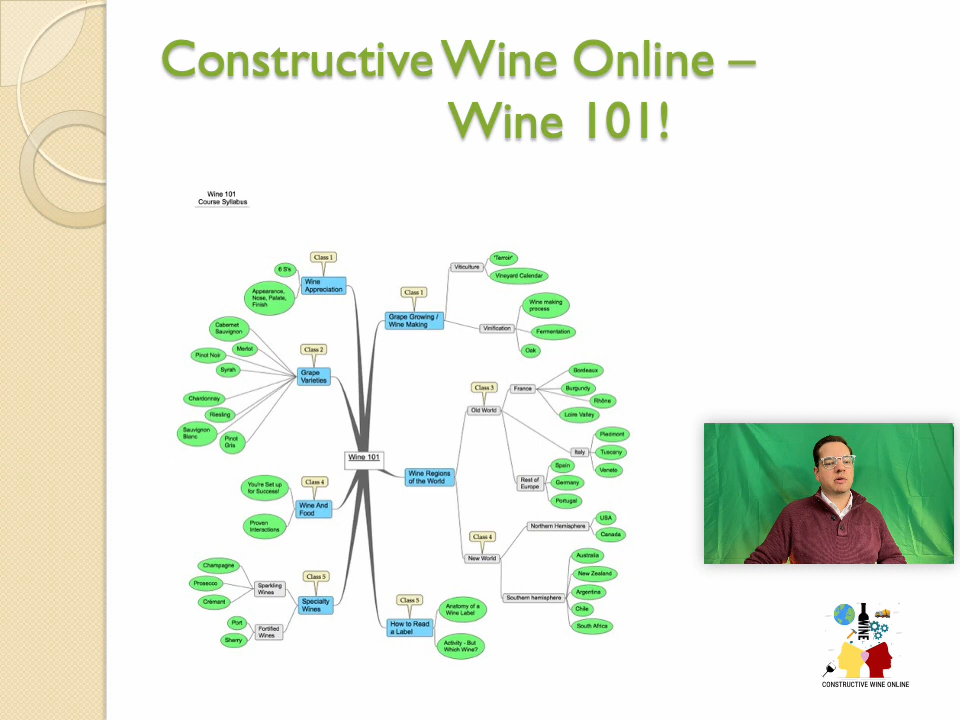 Constructive Wine Online –
Wine 101!
Wine 101
Course Syllabus
Class 1
6 S's
Wine
Appreciation
Appearance,
Nose, Palate,
Finish
Class 1
Grape Growing /
Wine Making
Viticulture
'Terroir'
Vineyard Calendar
Vinification
Wine making
process
Fermentation
Oak
Cabernet
Sauvignon
Merlot
Pinot Noir
Syrah
Class 2
Grape
Varieties
Chardonnay
Riesling
Sauvignon
Blanc
Pinot
Gris
Wine 101
Class 3
Old World
France
Bordeaux
Burgundy
Rhône
Loire Valley
Italy
Piedmont
Tuscany
Veneto
Wine Regions
of the World
Rest of
Europe
Spain
Germany
Portugal
Class 4
New World
Northern Hemisphere
USA
Canada
Southern hemisphere
Australia
New Zealand
Argentina
Chile
South Africa
You're Set up
for Success!
Class 4
Wine And
Food
Proven
Interactions
Champagne
Prosecco
Crémant
Sparkling
Wines
Class 5
Specialty
Wines
Port
Sherry
Fortified
Wines
Class 5
How to Read
a Label
Anatomy of a
Wine Label
Activity - But
Which Wine?
WINE
CONSTRUCTIVE WINE ONLINE